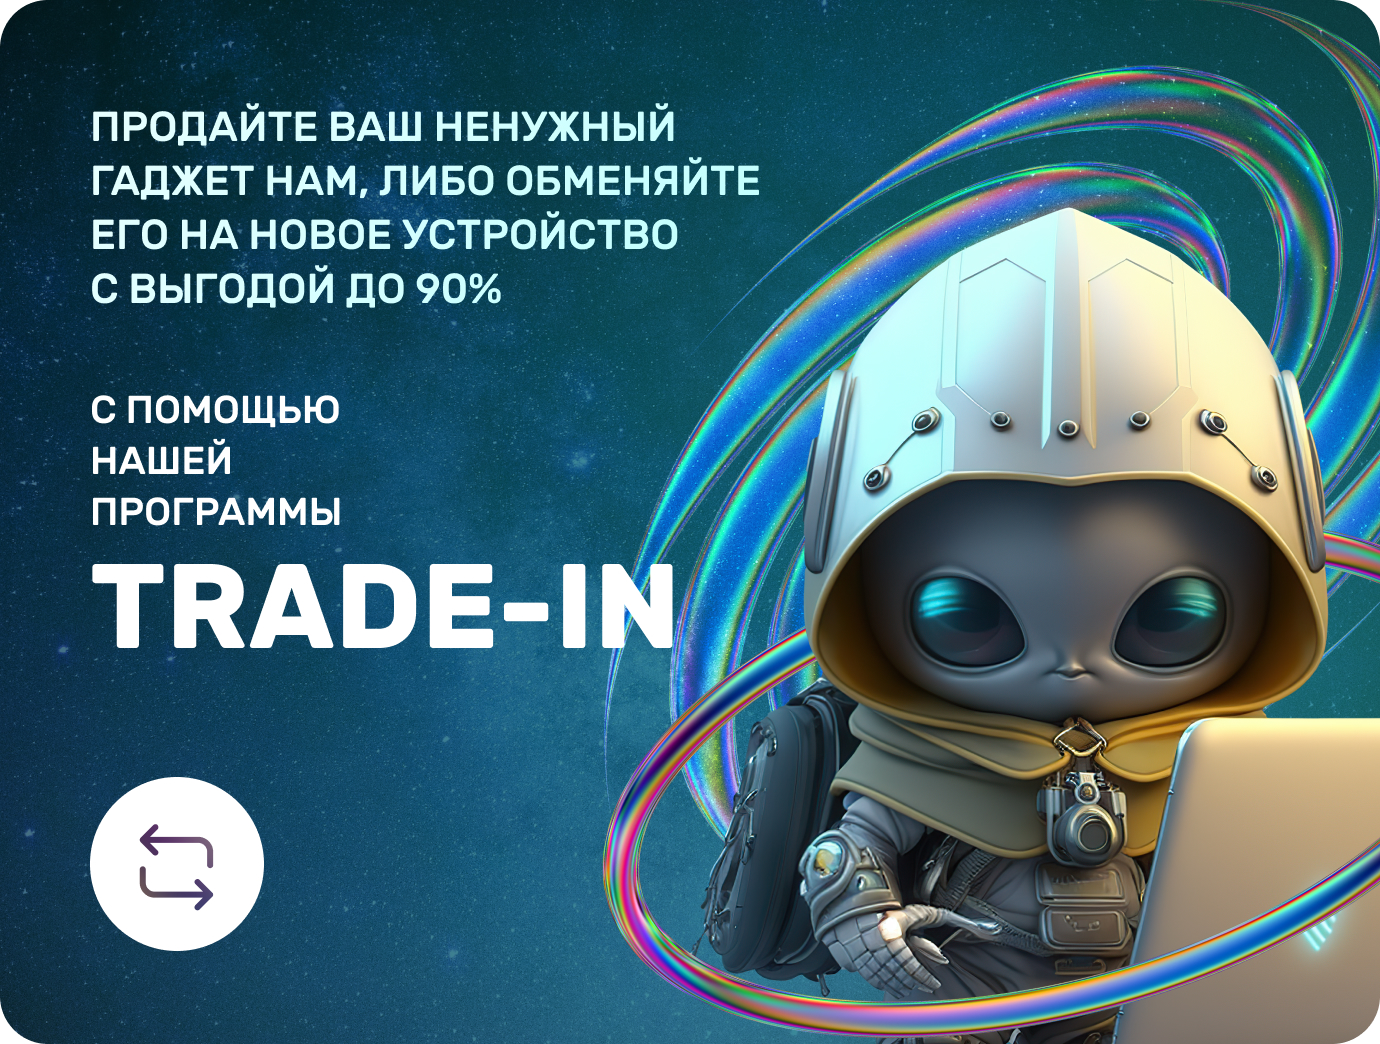 ПРОДАЙТЕ ВАШ НЕНУЖНЫЙ
ГАДЖЕТ НАМ, ЛИБО ОБМЕНЯЙТЕ
ЕГО НА НОВОЕ УСТРОЙСТВО
С ВЫГОДОЙ ДО 90%
С ПОМОЩЬЮ
НАШЕЙ
ПРОГРАММЫ
TRADE-IN